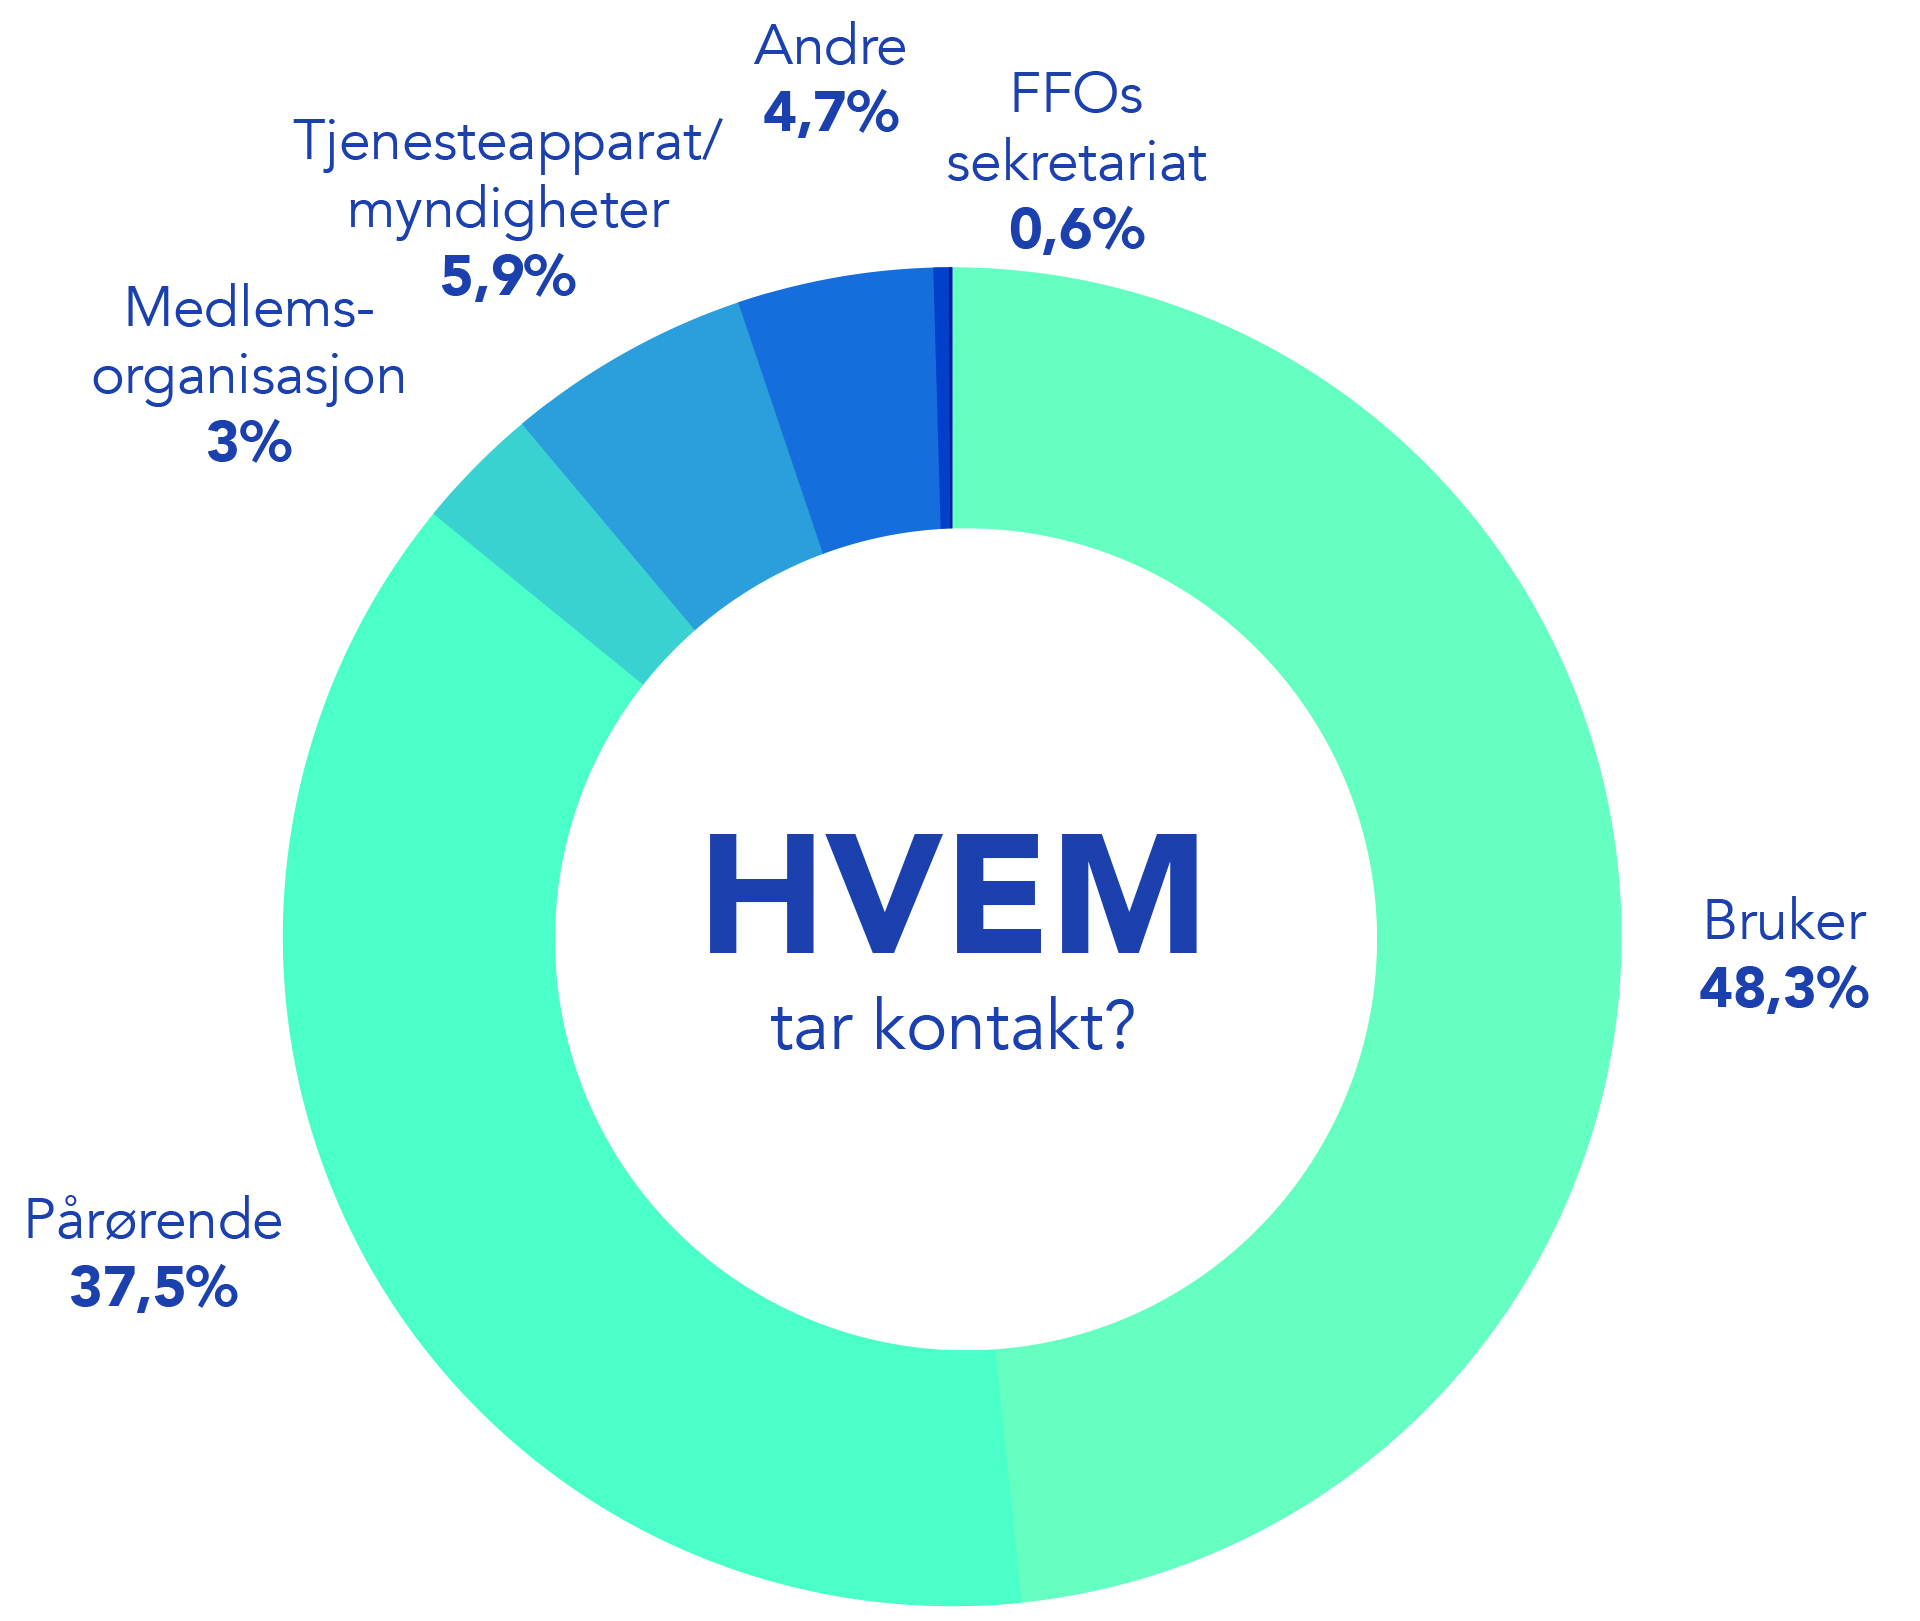 Andre
4,7%
FFOs
sekretariat
0,6%
Tjenesteapparat/
myndigheter
5,9%
Medlems-
organisasjon
3%
HVEM
tar kontakt?
Bruker
48,3%
Pårørende
37,5%